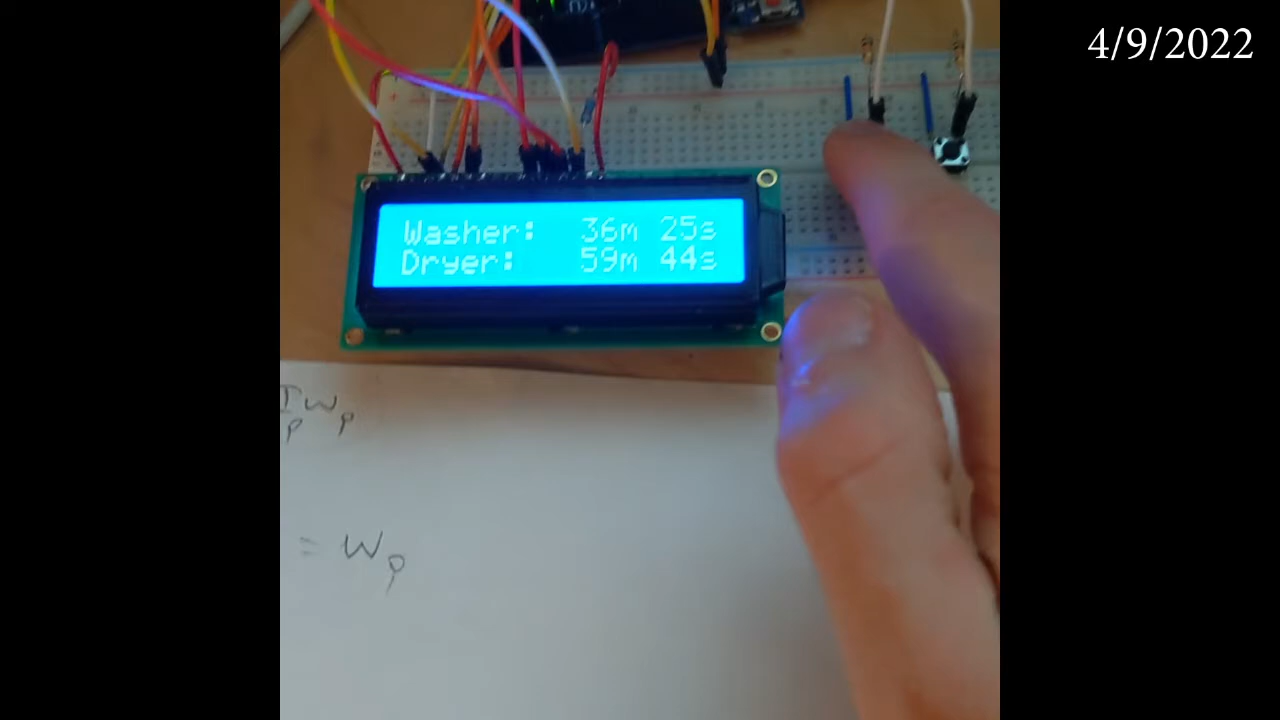 4/9/2022
Washer: 36m 25s
Dryer: 59m 44s
I W p
p
= W p